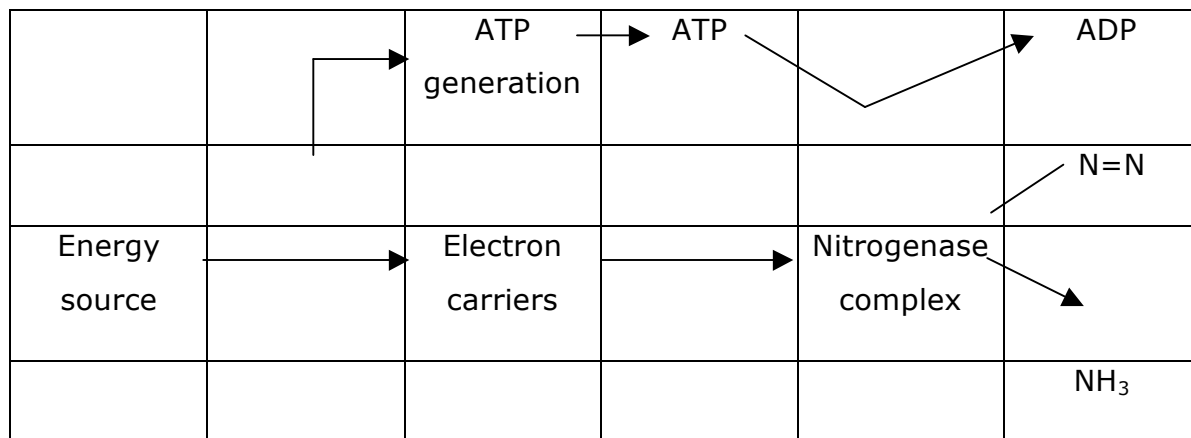 ATP ATP ADP
generation
N=N
Energy Electron Nitrogenase
source carriers complex
NH₃